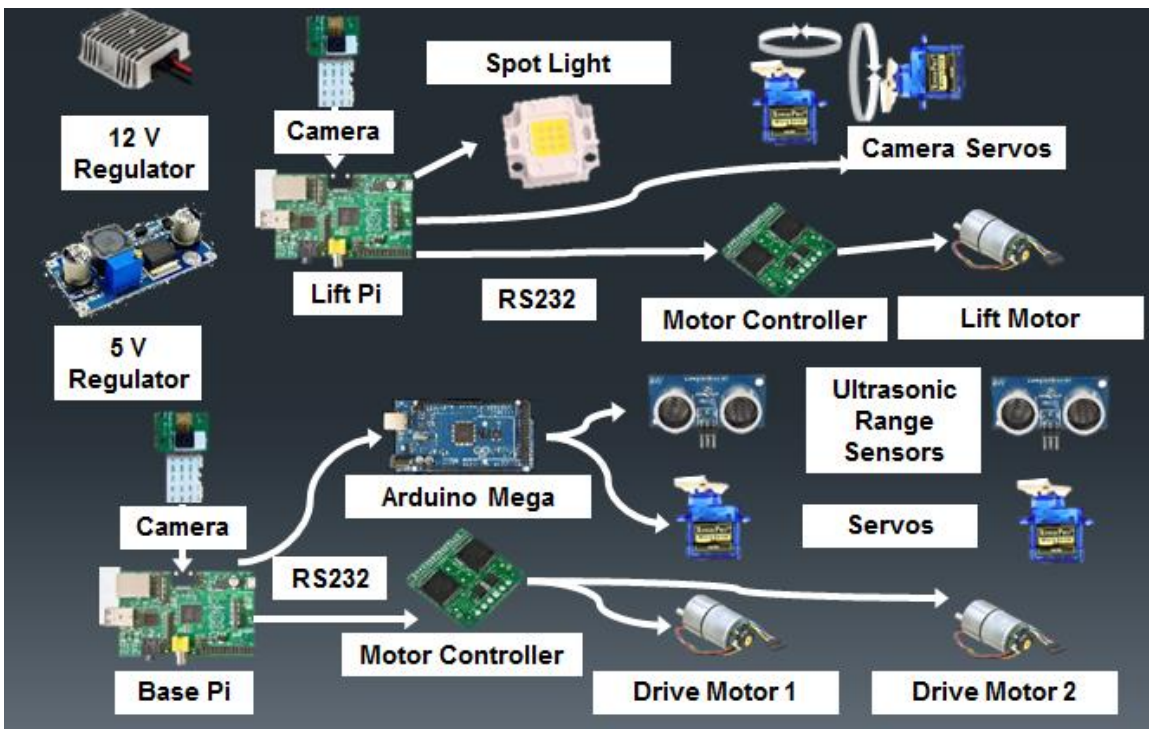 12 V
Regulator
Camera
Spot Light
Camera Servos
Lift Pi
RS232
Motor Controller
Lift Motor
5 V
Regulator
Ultrasonic
Range
Sensors
Arduino Mega
Camera
Servos
RS232
Motor Controller
Base Pi
Drive Motor 1
Drive Motor 2